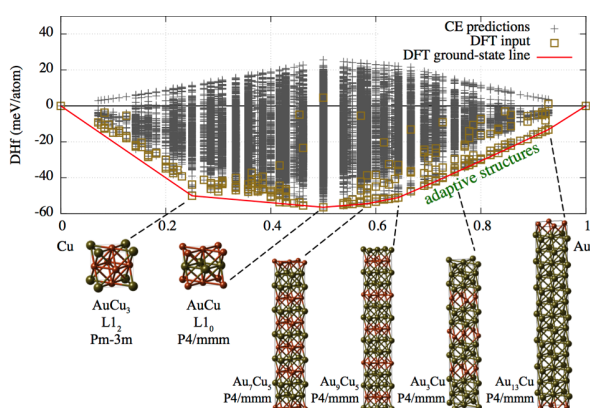 CE predictions
DFT input
DFT ground-state line
DHf (meV/atom)
40
20
0
-20
-40
-60
adaptive structures
0 0.2 0.4 0.6 0.8 1
Cu Au
AuCu₃
L1₂
Pm-3m
AuCu
L1₀
P4/mmm
Au₇Cu₅
P4/mmm
Au₉Cu₅
P4/mmm
Au₃Cu
P4/mmm
Au₁₃Cu
P4/mmm